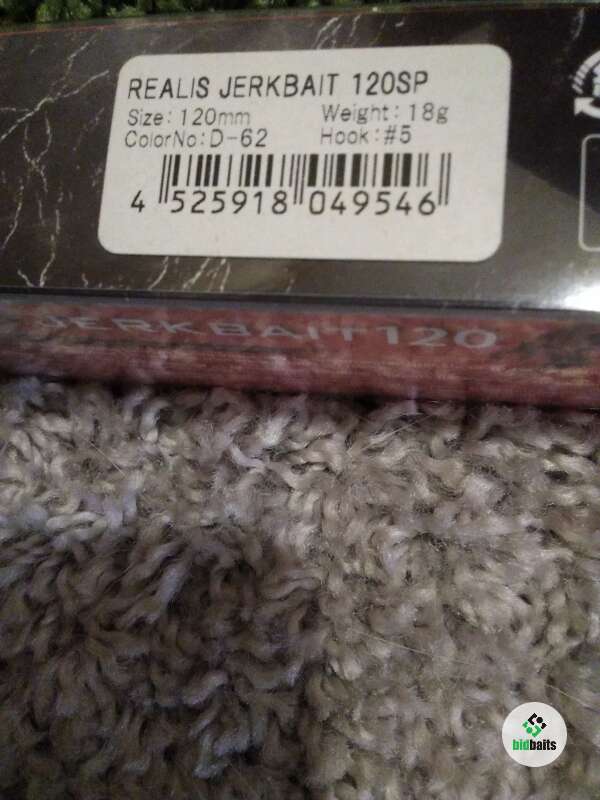 REALIS JERKBAIT 120SP
Size: 120mm Weight: 18g
ColorNo: D-62 Hook: #5
4 525918 049546
JERKBAIT120
bidbaits